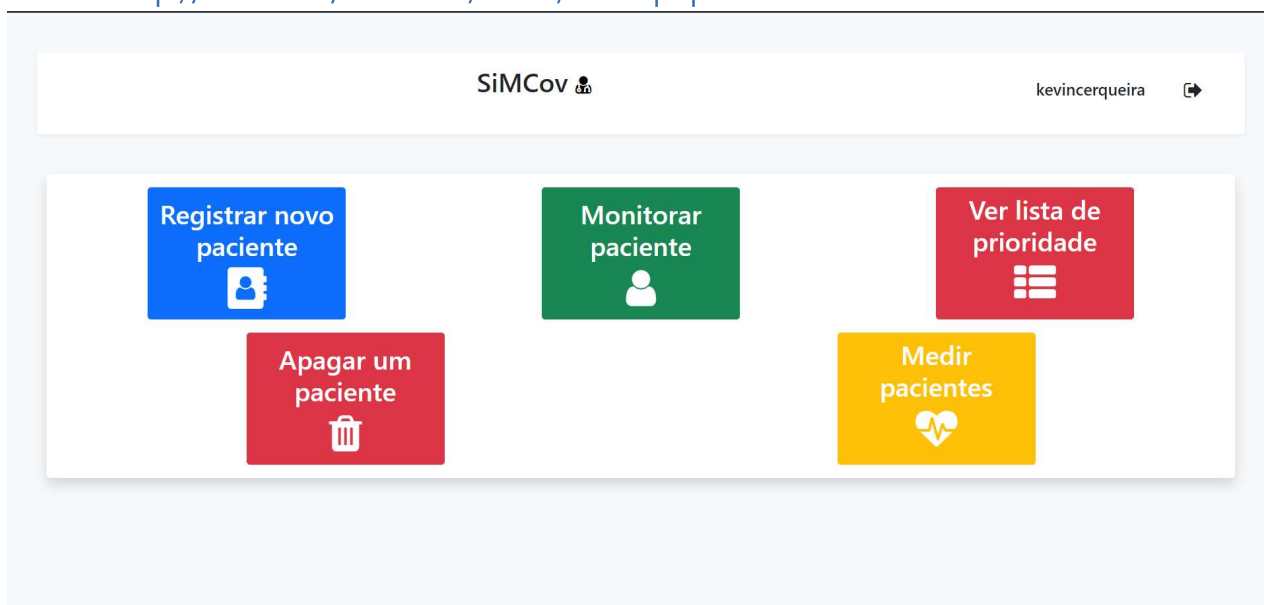 SiMCov
kevincerqueira
Registrar novo
paciente
Monitorar
paciente
Ver lista de
prioridade
Apagar um
paciente
Medir
pacientes